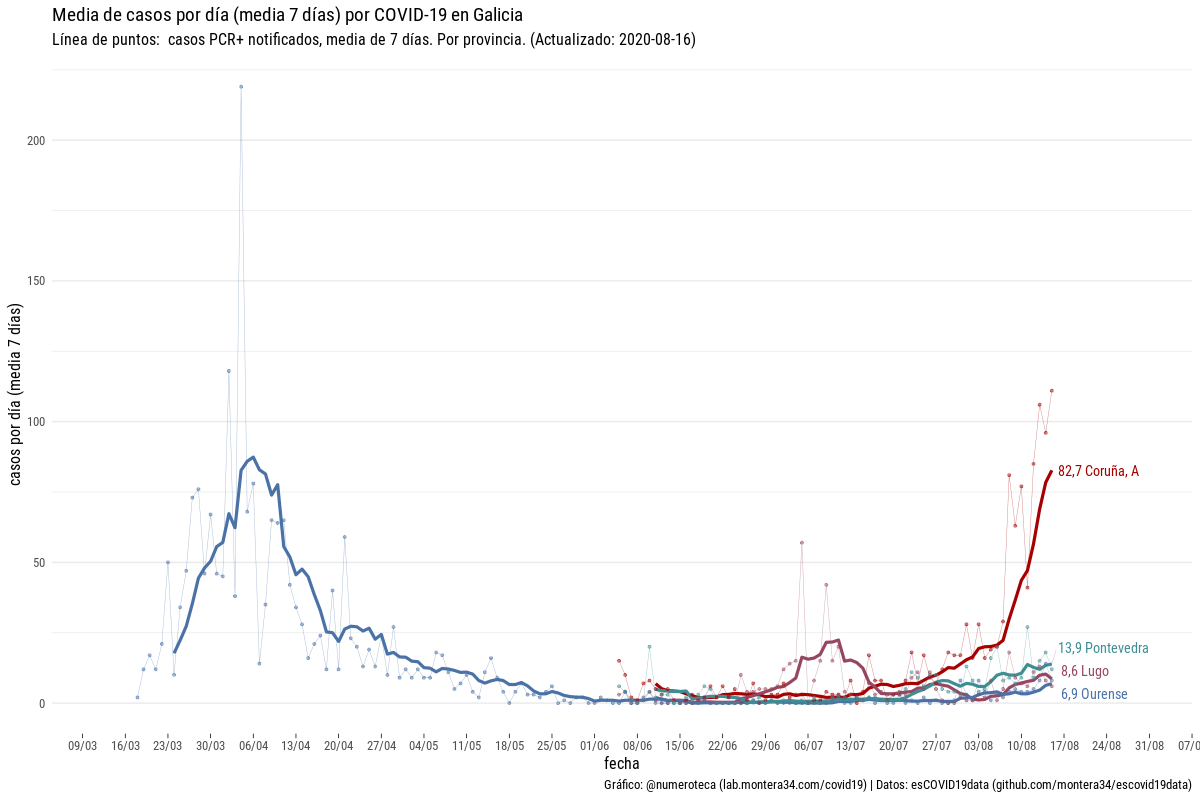 Media de casos por día (media 7 días) por COVID-19 en Galicia
Línea de puntos:  casos PCR+ notificados, media de 7 días. Por provincia. (Actualizado: 2020-08-16)
casos por día (media 7 días)
200
150
100
50
0
82,7 Coruña, A
13,9 Pontevedra
8,6 Lugo
6,9 Ourense
09/03 16/03 23/03 30/03 06/04 13/04 20/04 27/04 04/05 11/05 18/05 25/05 01/06 08/06 15/06 22/06 29/06 06/07 13/07 20/07 27/07 03/08 10/08 17/08 24/08 31/08 07/0
fecha
Gráfico: @numeroteca (lab.montera34.com/covid19) | Datos: esCOVID19data (github.com/montera34/escovid19data)